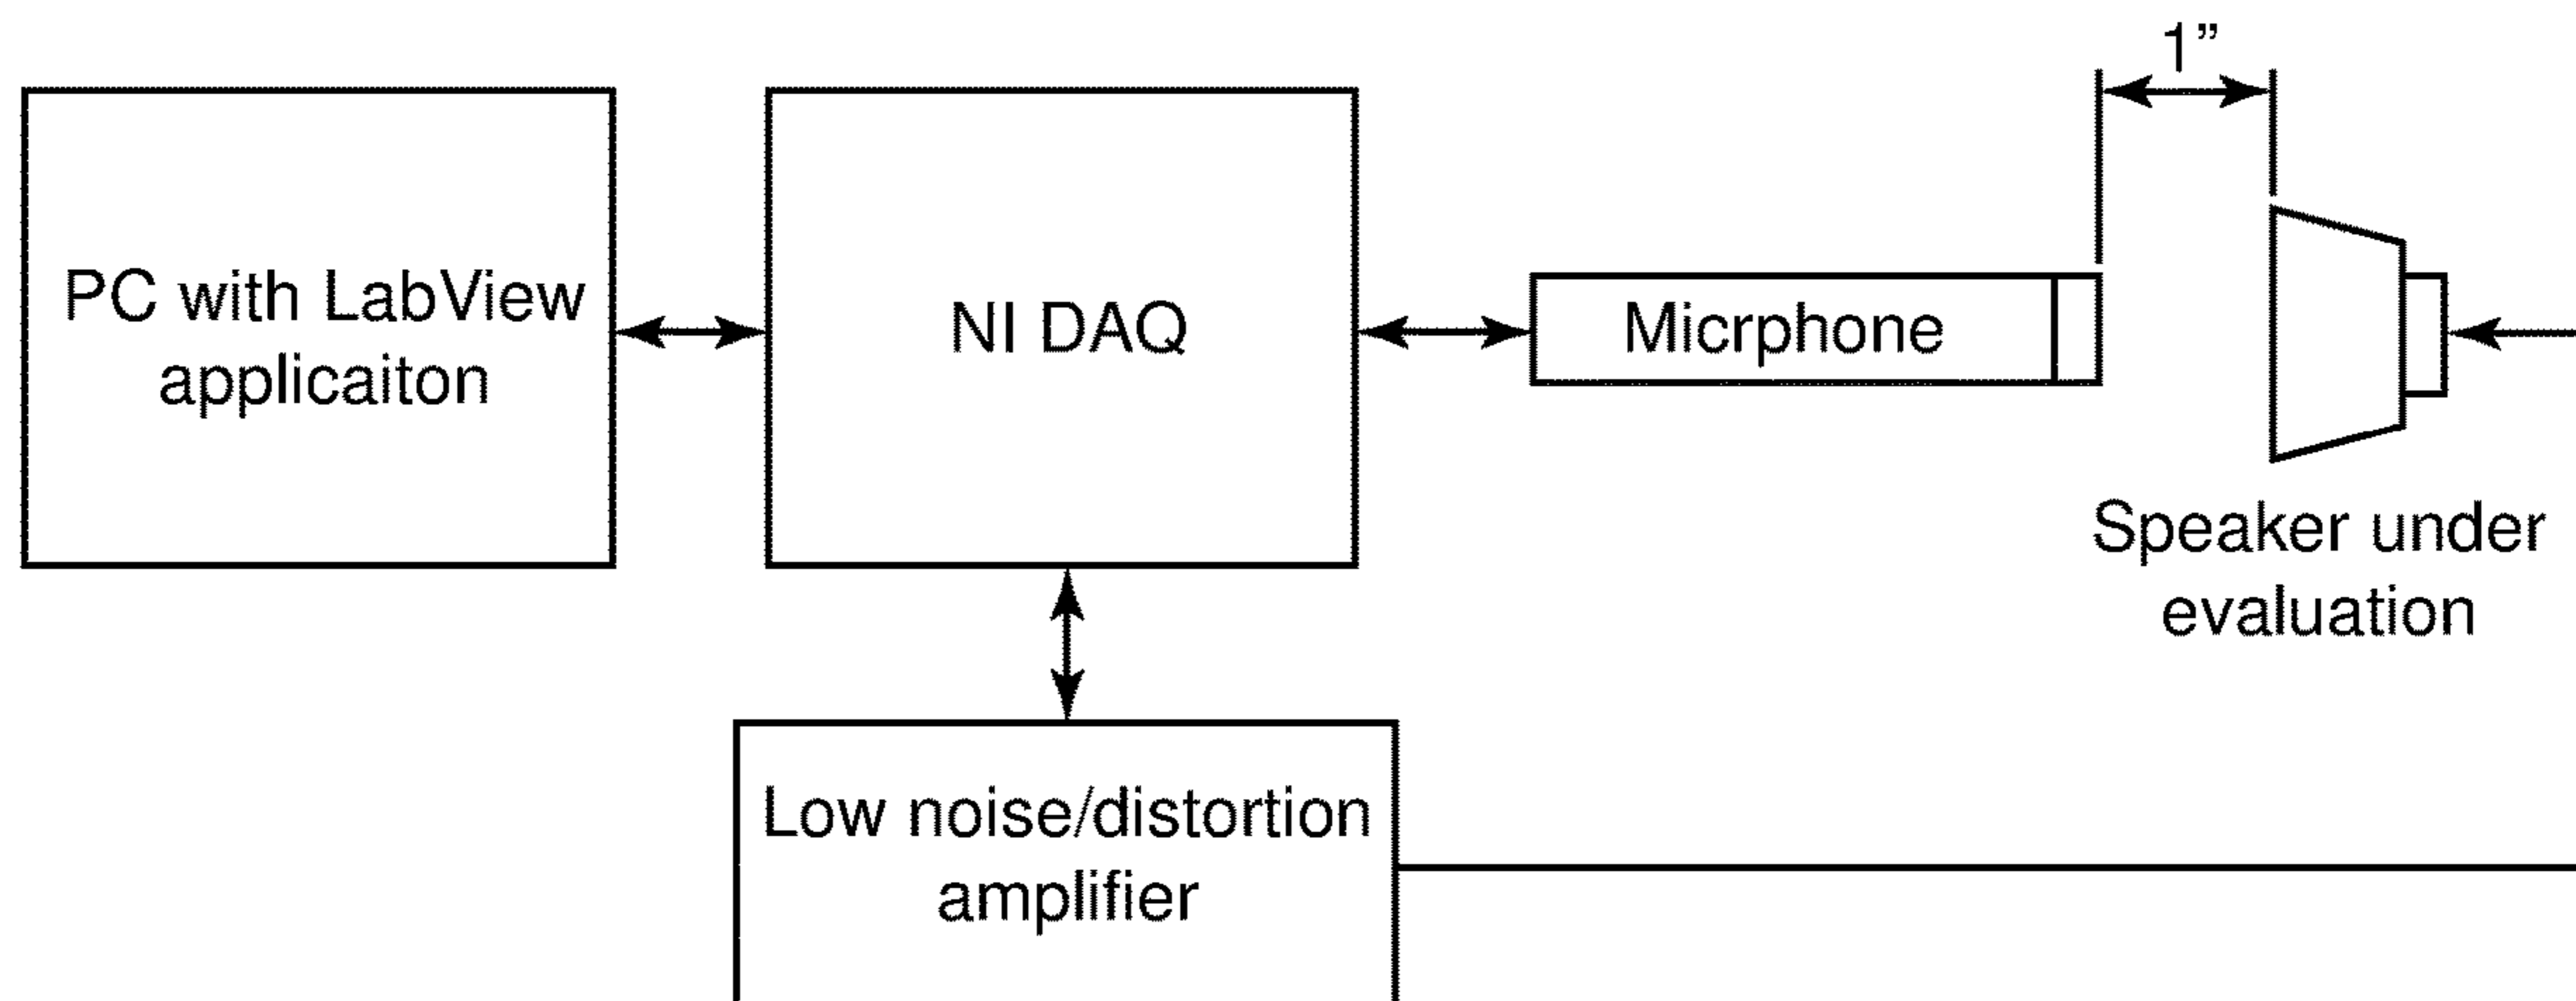 1”
PC with LabView
applicaiton
NI DAQ
Micrphone
Speaker under
evaluation
Low noise/distortion
amplifier